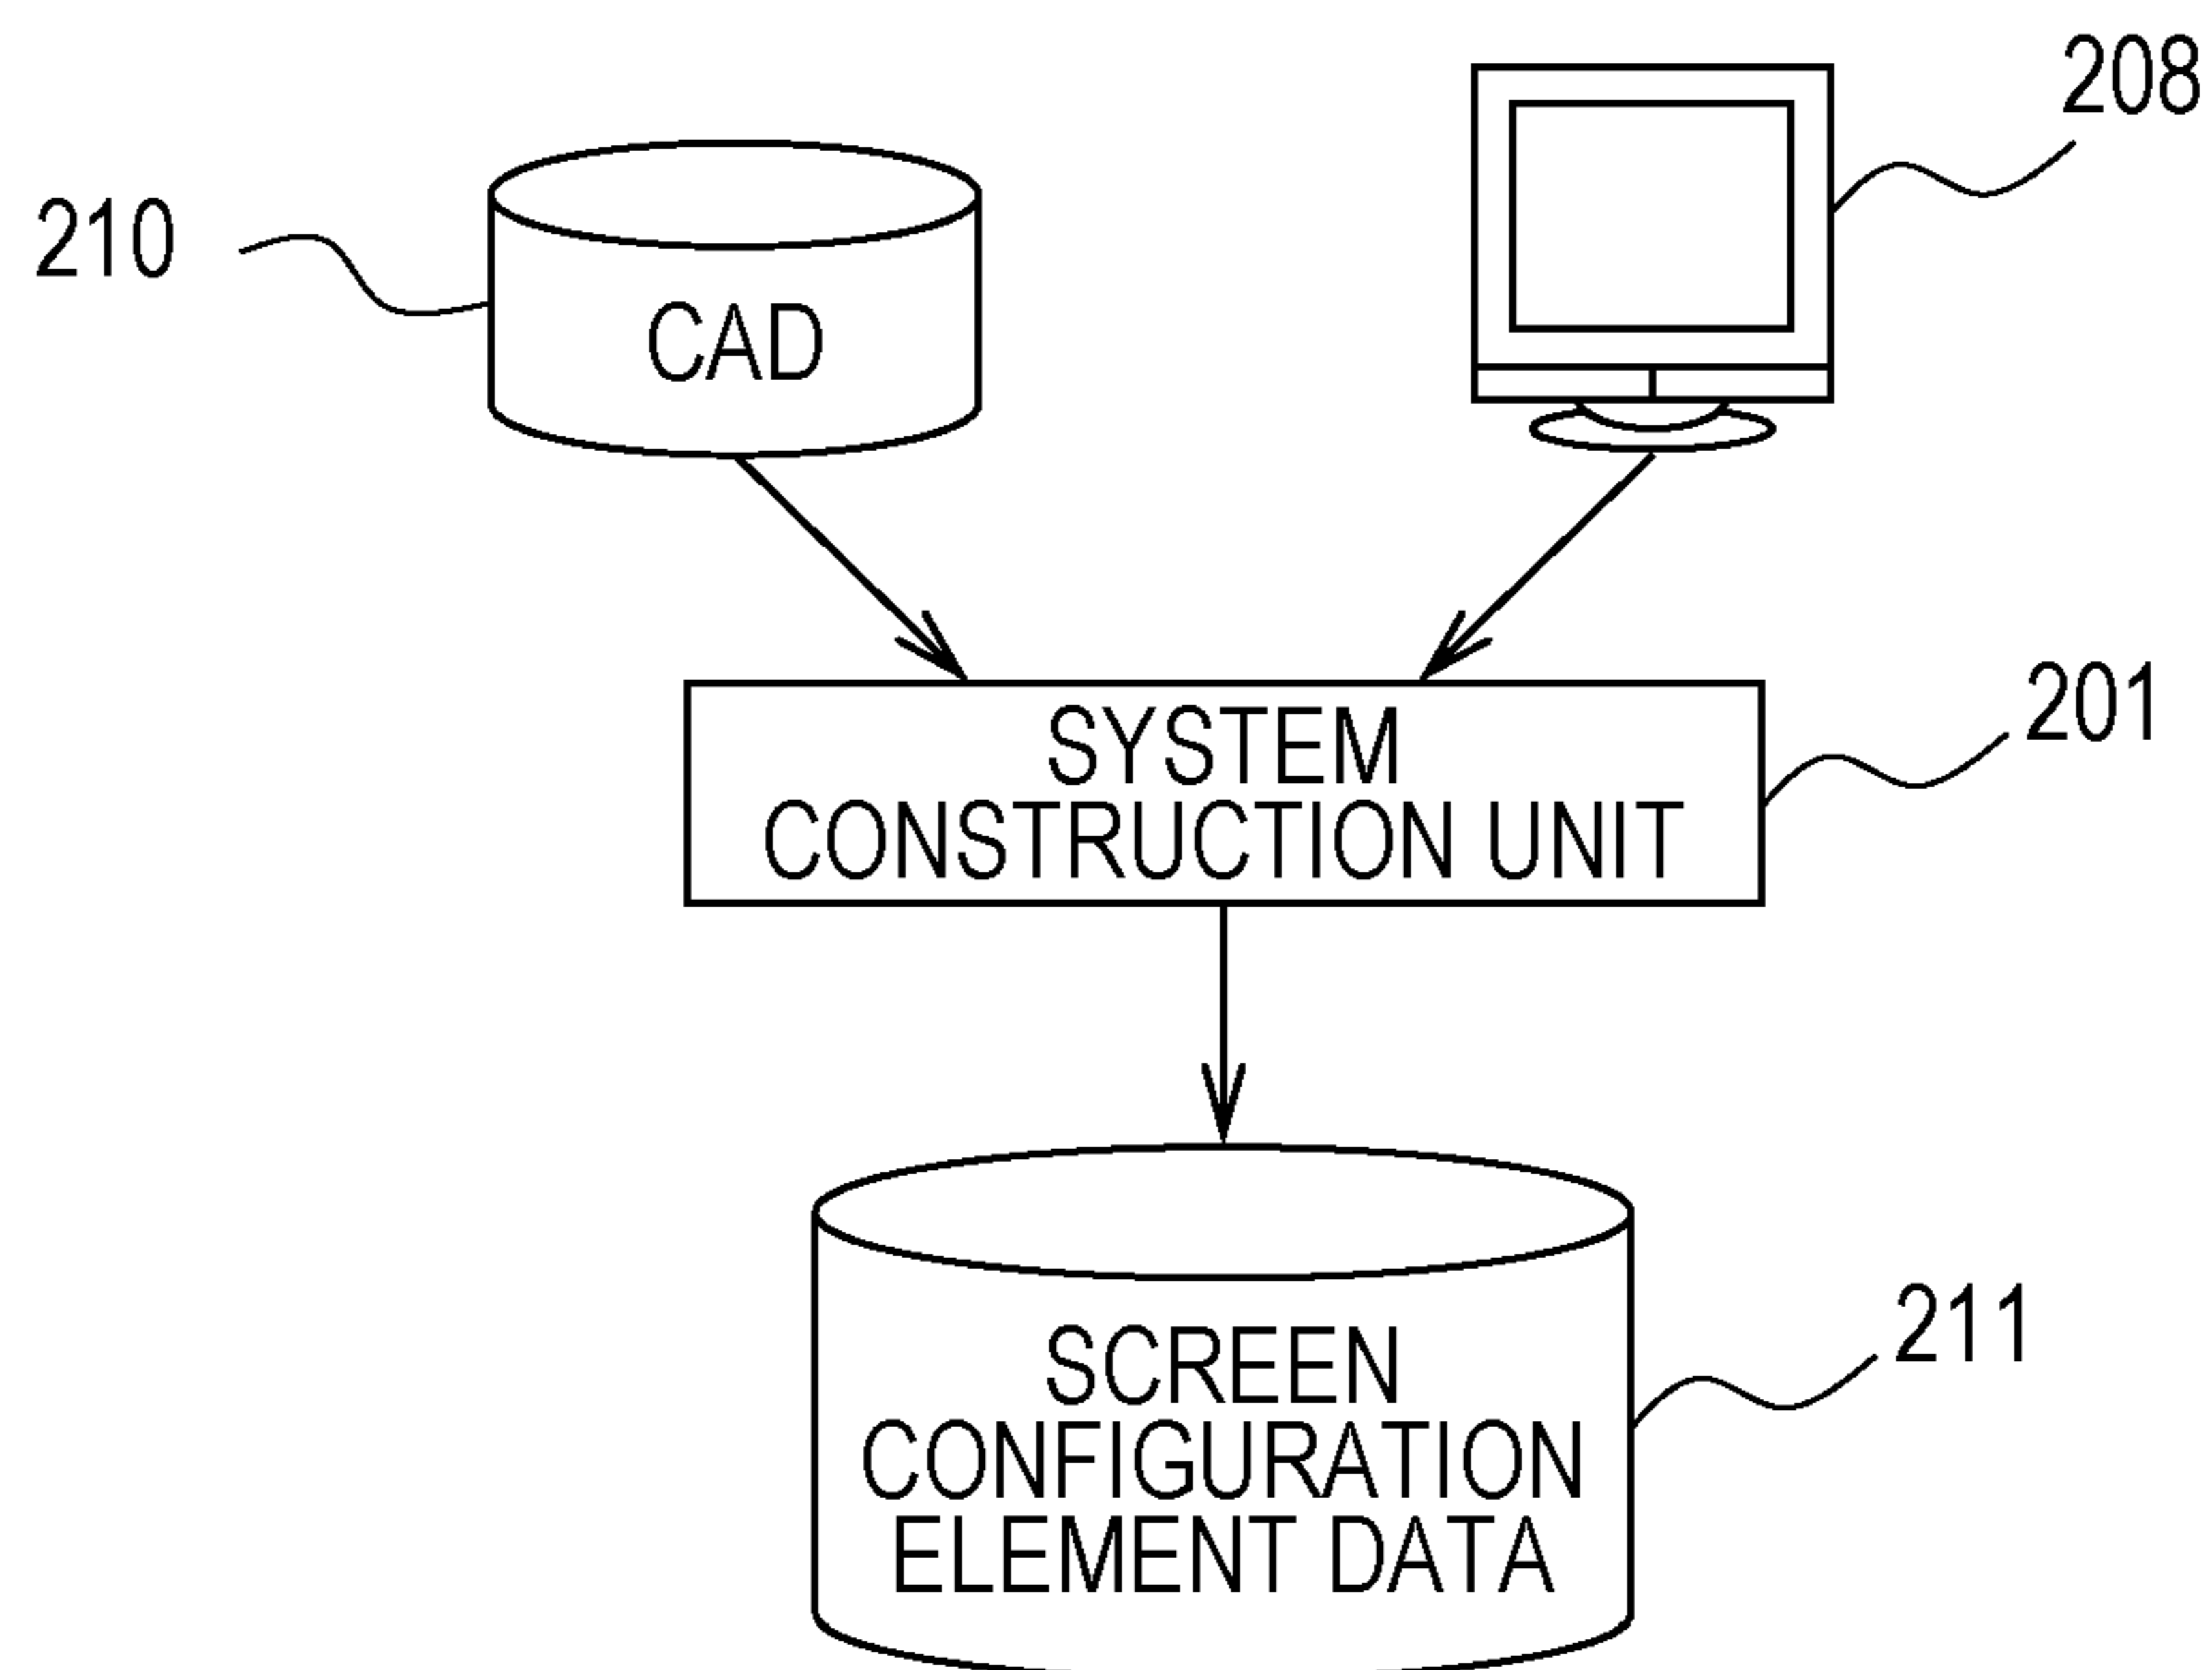 208
210
CAD
201
SYSTEM
CONSTRUCTION UNIT
211
SCREEN
CONFIGURATION
ELEMENT DATA